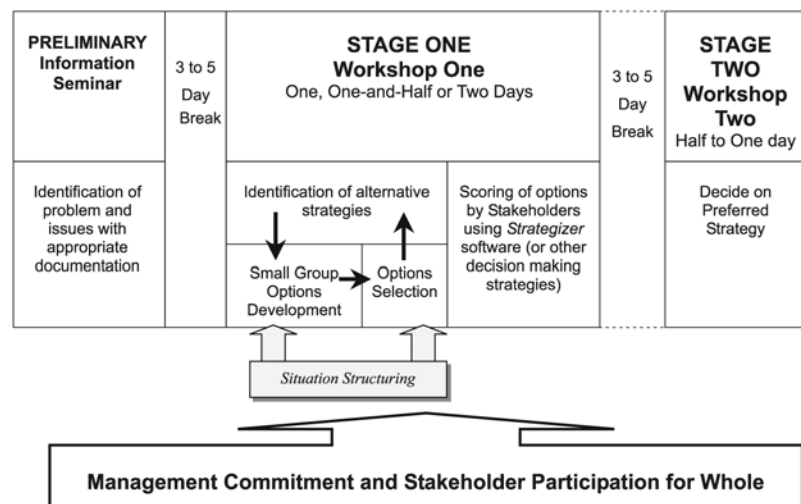 PRELIMINARY
Information
Seminar
3 to 5
Day
Break
STAGE ONE
Workshop One
One, One-and-Half or Two Days
3 to 5
Day
Break
STAGE
TWO
Workshop
Two
Half to One day
Identification of
problem and
issues with
appropriate
documentation
Identification of alternative
strategies
Small Group
Options
Development
Options
Selection
Scoring of options
by Stakeholders
using Strategizer
software (or other
decision making
strategies)
Decide on
Preferred
Strategy
Situation Structuring
Management Commitment and Stakeholder Participation for Whole